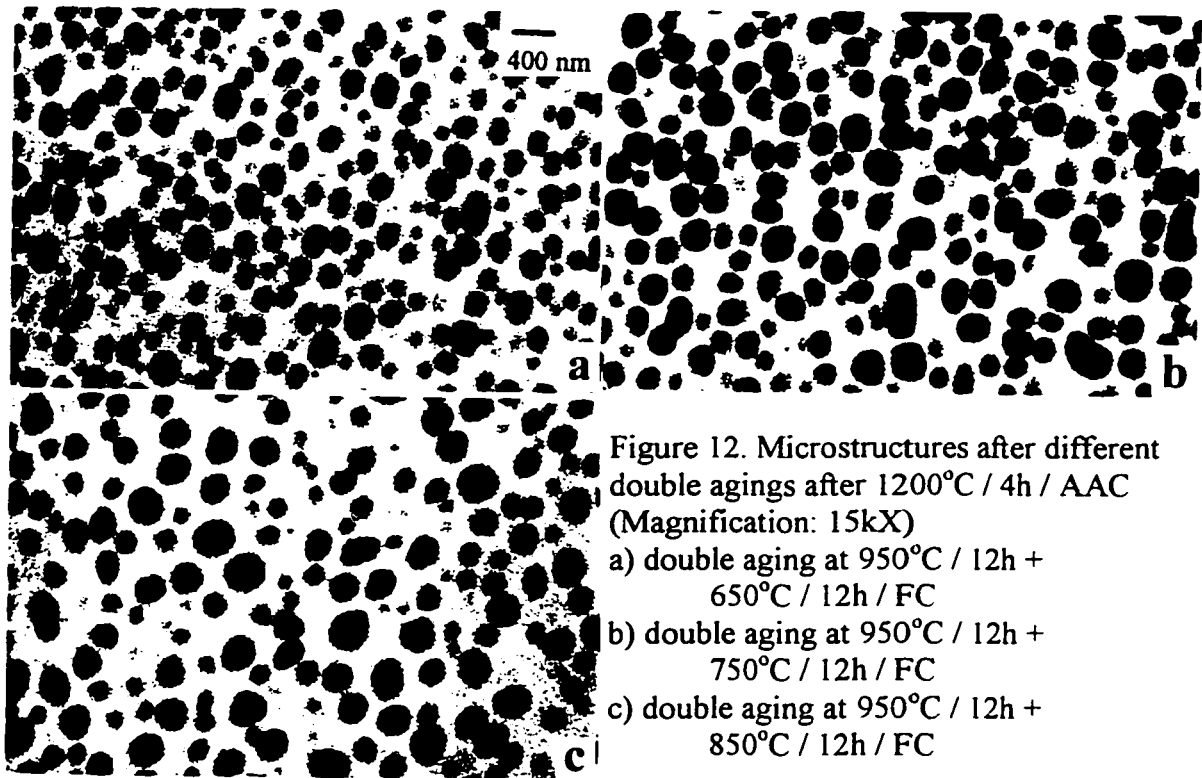 400 nm
a
b
c
Figure 12. Microstructures after different
double agings after 1200°C / 4h / AAC
(Magnification: 15kX)
a) double aging at 950°C / 12h +
650°C / 12h / FC
b) double aging at 950°C / 12h +
750°C / 12h / FC
c) double aging at 950°C / 12h +
850°C / 12h / FC